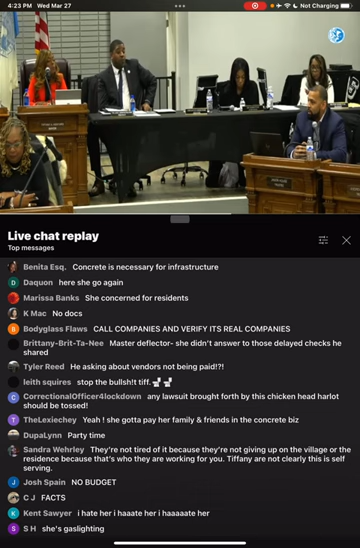 4:23 PM Wed Mar 27
Not Charging
Live chat replay
Top messages
Benita Esq. Concrete is necessary for infrastructure
D Daquon here she go again
Marissa Banks She concerned for residents
K Mac No docs
B Bodyglass Flaws CALL COMPANIES AND VERIFY ITS REAL COMPANIES
Brittany-Brit-Ta-Nee Master deflector- she didn't answer to those delayed checks he
shared
Tyler Reed He asking about vendors not being paid!?!
leith squires stop the bullsh!t tiff.
C CorrectionalOfficer4lockdown any lawsuit brought forth by this chicken head harlot
should be tossed!
T TheLexiechey Yeah ! she gotta pay her family & friends in the concrete biz
DupaLynn Party time
Sandra Wehrley They're not tired of it because they're not giving up on the village or the
residence because that's who they are working for you. Tiffany are not clearly this is self
serving.
Josh Spain NO BUDGET
C J FACTS
K Kent Sawyer i hate her i haaate her i haaaaate her
S S H she's gaslighting